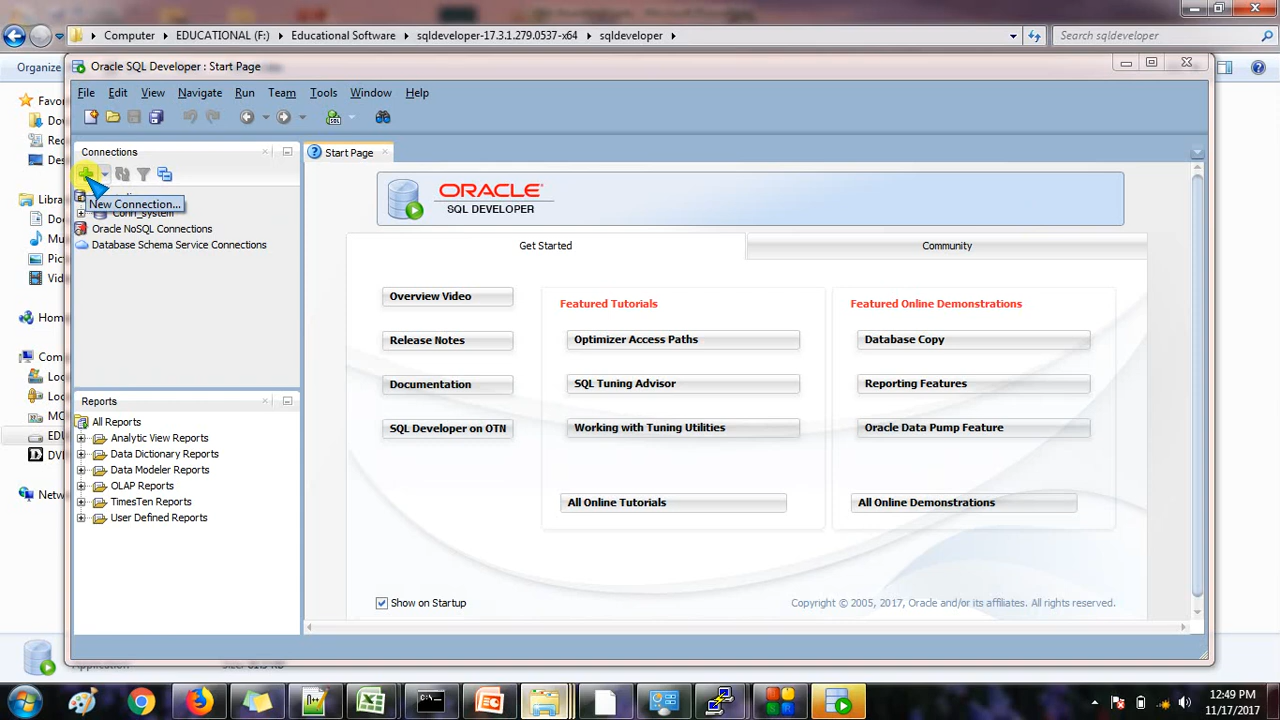 Computer
EDUCATIONAL (F:)
Educational Software
sqldeveloper-17.3.1.279.0537-x64
sqldeveloper
Search sqldeveloper
Organize
Oracle SQL Developer : Start Page
File
Edit
View
Navigate
Run
Team
Tools
Window
Help
Connections
Start Page
New Connection...
Conn_system
Oracle NoSQL Connections
Database Schema Service Connections
Reports
All Reports
Analytic View Reports
Data Dictionary Reports
Data Modeler Reports
OLAP Reports
TimesTen Reports
User Defined Reports
ORACLE
SQL DEVELOPER
Get Started
Community
Overview Video
Release Notes
Documentation
SQL Developer on OTN
Featured Tutorials
Optimizer Access Paths
SQL Tuning Advisor
Working with Tuning Utilities
All Online Tutorials
Featured Online Demonstrations
Database Copy
Reporting Features
Oracle Data Pump Feature
All Online Demonstrations
Show on Startup
Copyright © 2005, 2017, Oracle and/or its affiliates. All rights reserved.
12:49 PM
11/17/2017